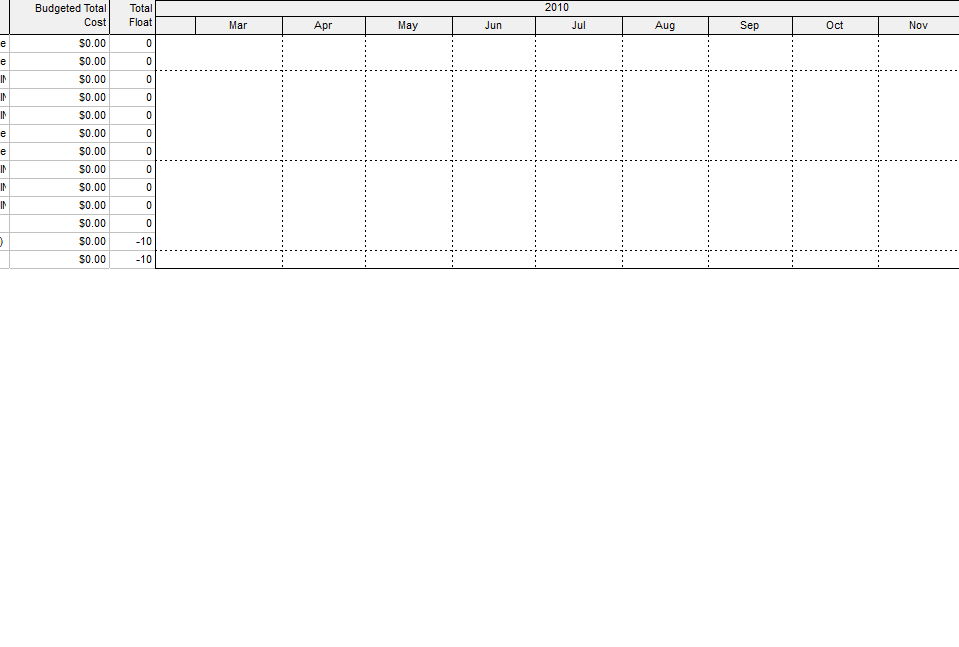 Budgeted Total Total 2010
Cost Float
Mar Apr May Jun Jul Aug Sep Oct Nov
e $0.00 0
e $0.00 0
$0.00 0
$0.00 0
$0.00 0
e $0.00 0
e $0.00 0
$0.00 0
$0.00 0
$0.00 0
$0.00 0
) $0.00 -10
$0.00 -10